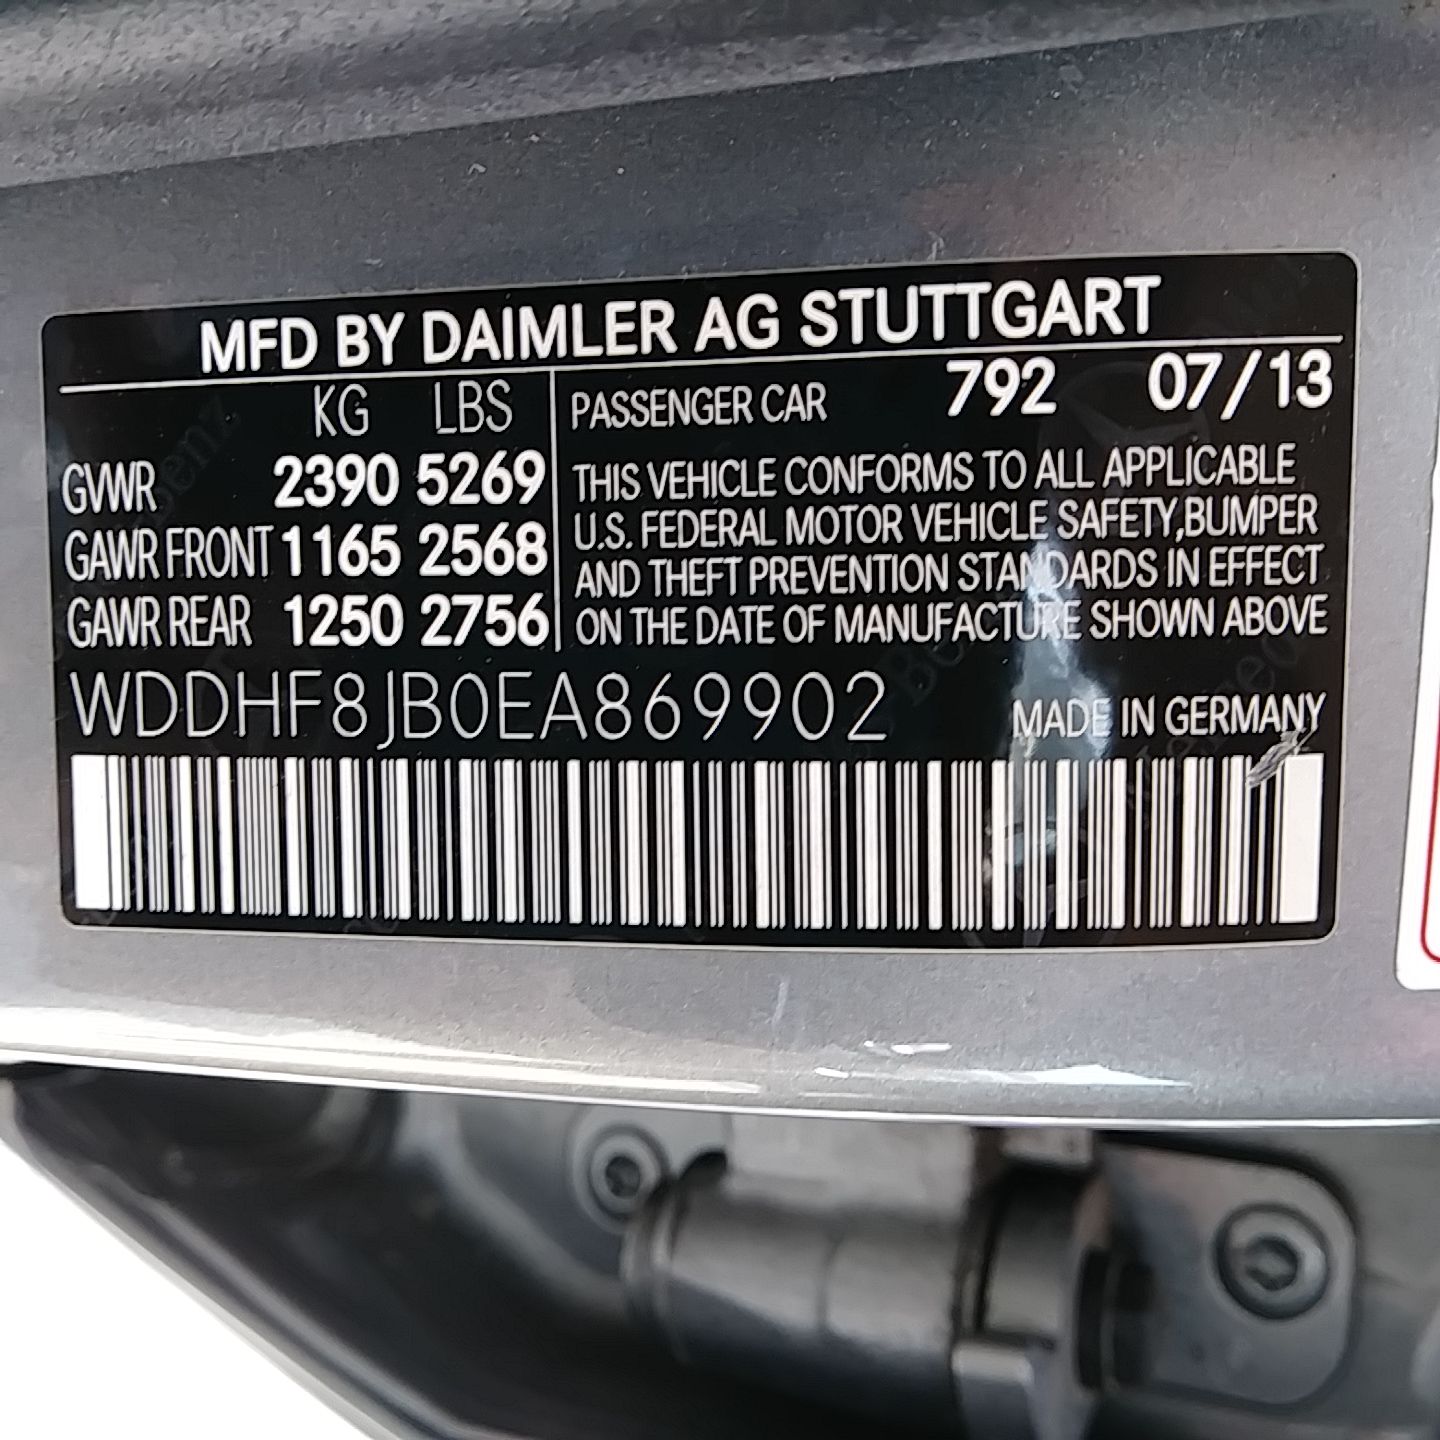 MFD BY DAIMLER AG STUTTGART
KG LBS
GVWR 2390 5269
GAWR FRONT 1165 2568
GAWR REAR 1250 2756
PASSENGER CAR 792 07/13
THIS VEHICLE CONFORMS TO ALL APPLICABLE
U.S. FEDERAL MOTOR VEHICLE SAFETY,BUMPER
AND THEFT PREVENTION STANDARDS IN EFFECT
ON THE DATE OF MANUFACTURE SHOWN ABOVE
WDDHF8JB0EA869902
MADE IN GERMANY